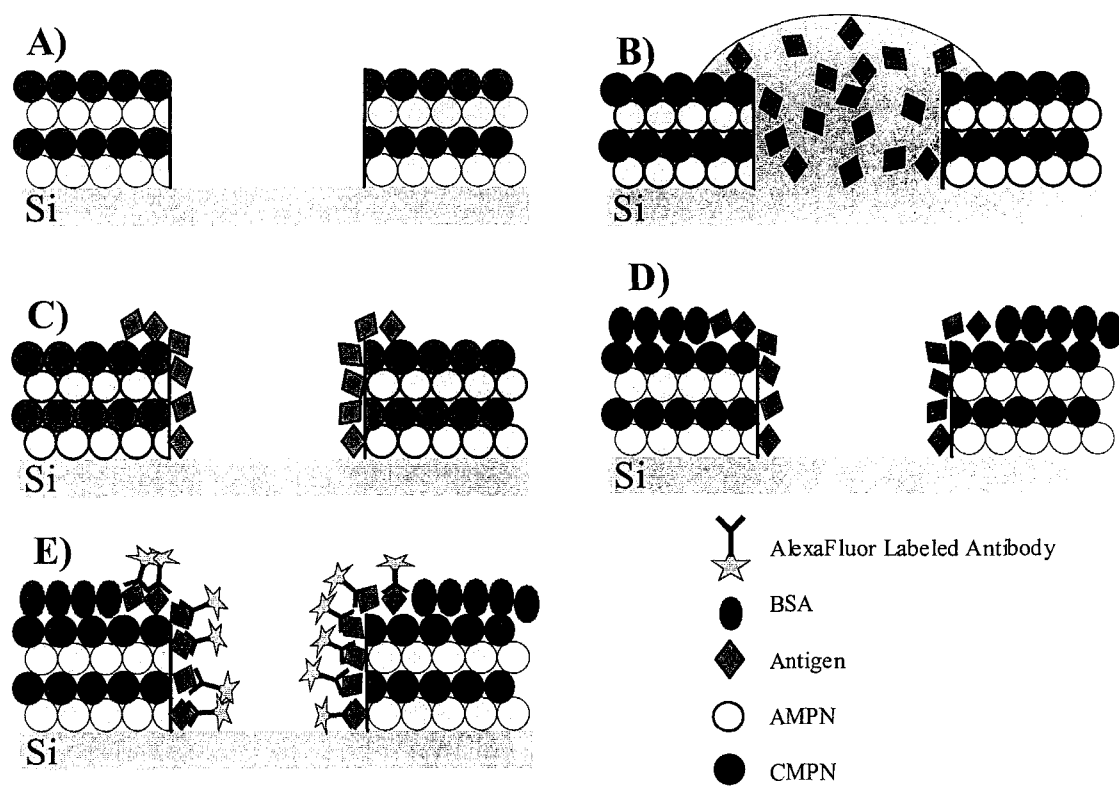 A)
Si
B)
Si
C)
Si
D)
Si
E)
Si
AlexaFluor Labeled Antibody
BSA
Antigen
AMPN
CMPN